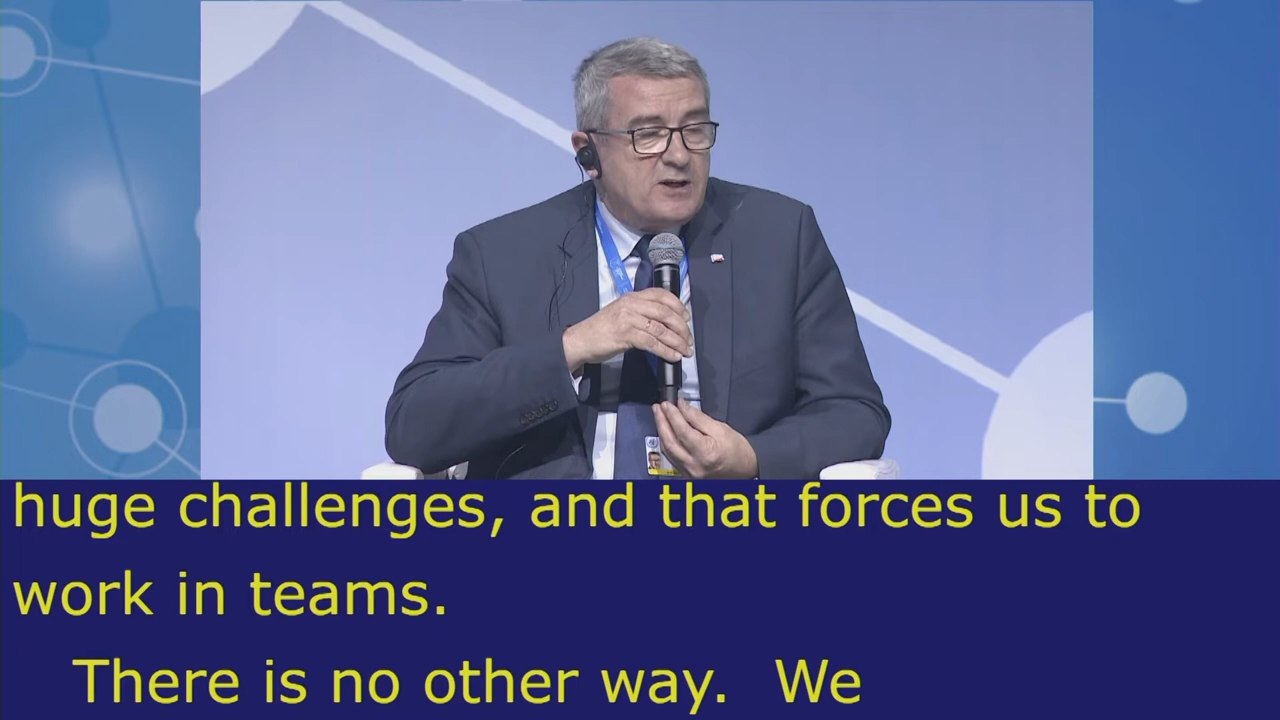 huge challenges, and that forces us to
work in teams.
There is no other way.  We